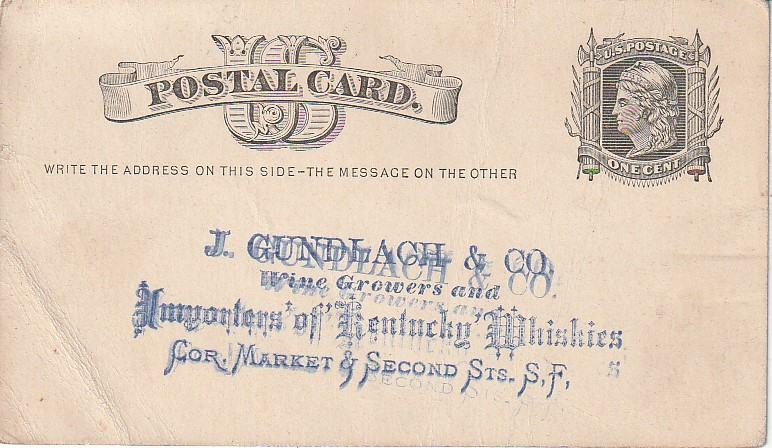 US
POSTAL CARD.
U.S. POSTAGE
ONE CENT
WRITE THE ADDRESS ON THIS SIDE–THE MESSAGE ON THE OTHER
J. GUNDLACH & CO.
Wine Growers and
Importers of Kentucky Whiskies
COR. MARKET & SECOND STS. S.F.